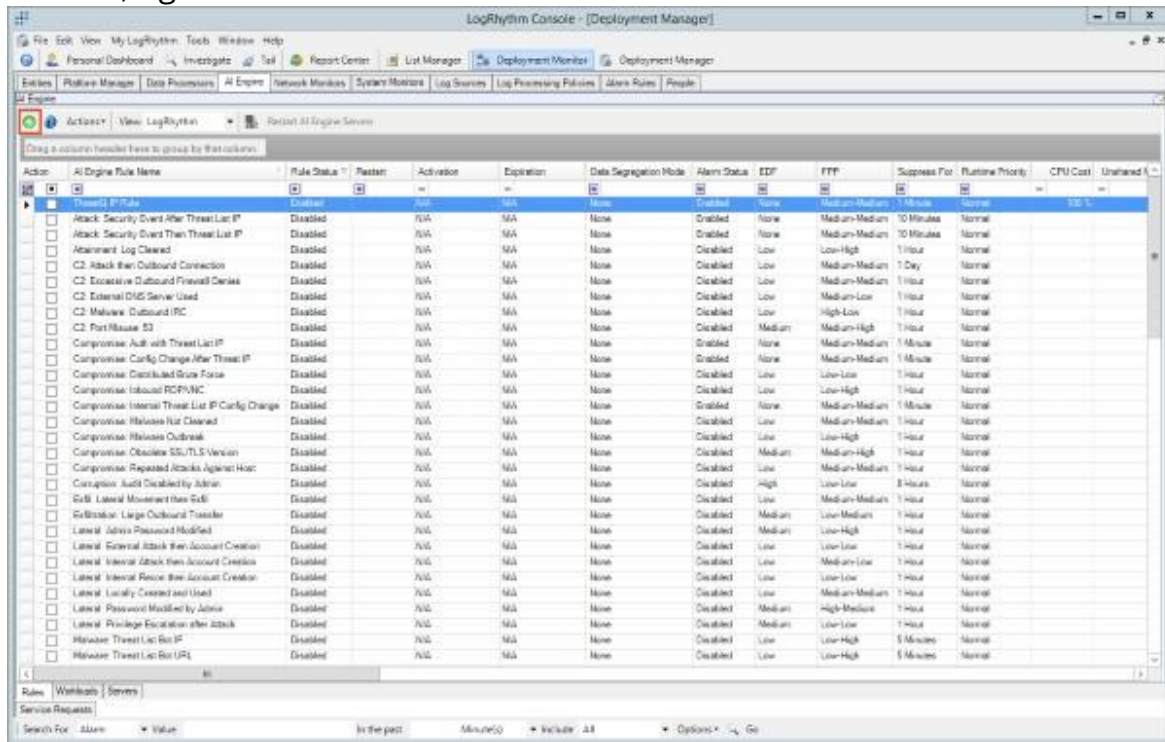 LogRhythm Console - [Deployment Manager]
File Edit View My LogRhythm Tools Window Help
Personal Dashboard Investigate Tail Report Center List Manager Deployment Monitor Deployment Manager
Entities Platform Manager Data Processors AI Engine Network Monitors System Monitors Log Sources Log Processing Policies Alarm Rules People
AI Engine
Actions View: LogRhythm Restart AI Engine Servers
Drag a column header here to group by that column.
Action AI Engine Rule Name Rule Status Restart Activation Expiration Data Segregation Mode Alarm Status EDF FPP Suppress For Runtime Priority CPU Cost Unshared
ThreatQ IP Rule Enabled N/A N/A None Enabled None Medium-Medium 1 Minute Normal 100 %
Attack: Security Event After Threat List IP Disabled N/A N/A None Enabled None Medium-Medium 10 Minutes Normal
Attack: Security Event Then Threat List IP Disabled N/A N/A None Enabled None Medium-Medium 10 Minutes Normal
Attainment: Log Cleared Disabled N/A N/A None Disabled Low Low-High 1 Hour Normal
C2: Attack then Outbound Connection Disabled N/A N/A None Disabled Low Medium-Medium 1 Day Normal
C2: Excessive Outbound Firewall Denies Disabled N/A N/A None Disabled Low Medium-Medium 1 Hour Normal
C2: External DNS Server Used Disabled N/A N/A None Disabled Low Medium-Low 1 Hour Normal
C2: Malware: Outbound IRC Disabled N/A N/A None Disabled Low High-Low 1 Hour Normal
C2: Port Misuse: 53 Disabled N/A N/A None Disabled Medium Medium-High 1 Hour Normal
Compromise: Auth with Threat List IP Disabled N/A N/A None Enabled None Medium-Medium 1 Minute Normal
Compromise: Config Change After Threat IP Disabled N/A N/A None Enabled None Medium-Medium 1 Minute Normal
Compromise: Distributed Brute Force Disabled N/A N/A None Disabled Low Low-Low 1 Hour Normal
Compromise: Inbound RDP/VNC Disabled N/A N/A None Disabled Low Low-High 1 Hour Normal
Compromise: Internal Threat List IP Config Change Disabled N/A N/A None Enabled None Medium-Medium 1 Minute Normal
Compromise: Malware Not Cleaned Disabled N/A N/A None Disabled Low Medium-Medium 1 Hour Normal
Compromise: Malware Outbreak Disabled N/A N/A None Disabled Low Low-High 1 Hour Normal
Compromise: Obsolete SSL/TLS Version Disabled N/A N/A None Disabled Medium Medium-High 1 Hour Normal
Compromise: Repeated Attacks Against Host Disabled N/A N/A None Disabled Low Medium-Medium 1 Hour Normal
Corruption: Audit Disabled by Admin Disabled N/A N/A None Disabled High Low-Low 8 Hours Normal
Exfil: Lateral Movement then Exfil Disabled N/A N/A None Disabled Low Medium-Medium 1 Hour Normal
Exfiltration: Large Outbound Transfer Disabled N/A N/A None Disabled Medium Low-Medium 1 Hour Normal
Lateral: Admin Password Modified Disabled N/A N/A None Disabled Medium Low-High 1 Hour Normal
Lateral: External Attack then Account Creation Disabled N/A N/A None Disabled Low Low-Low 1 Hour Normal
Lateral: Internal Attack then Account Creation Disabled N/A N/A None Disabled Low Medium-Low 1 Hour Normal
Lateral: Internal Recon then Account Creation Disabled N/A N/A None Disabled Low Low-Low 1 Hour Normal
Lateral: Locally Created and Used Disabled N/A N/A None Disabled Low Medium-Medium 1 Hour Normal
Lateral: Password Modified by Admin Disabled N/A N/A None Disabled Medium High-Medium 1 Hour Normal
Lateral: Privilege Escalation after Attack Disabled N/A N/A None Disabled Medium Low-Low 1 Hour Normal
Malware: Threat List Bot IP Disabled N/A N/A None Disabled Low Low-High 5 Minutes Normal
Malware: Threat List Bot URL Disabled N/A N/A None Disabled Low Low-High 5 Minutes Normal
Rules Workloads Servers
Service Requests
Search For: Alarm Value In the past: Minute(s) Include All Options Go